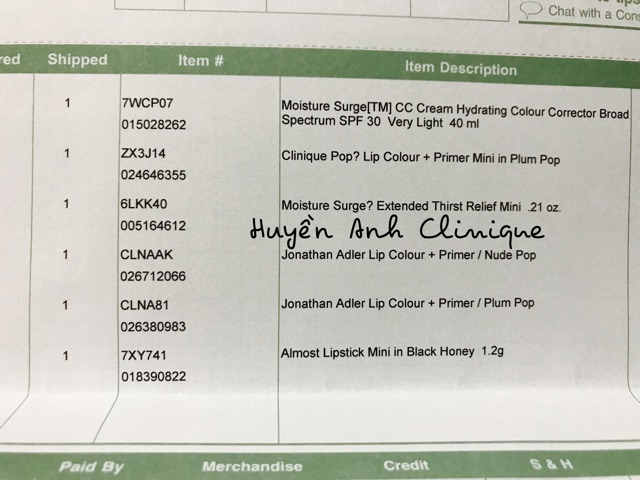 to tips
Chat with a Cons
red Shipped Item # Item Description
1 7WCP07 Moisture Surge[TM] CC Cream Hydrating Colour Corrector Broad
015028262 Spectrum SPF 30 Very Light 40 ml
1 ZX3J14 Clinique Pop? Lip Colour + Primer Mini in Plum Pop
024646355
1 6LKK40 Moisture Surge? Extended Thirst Relief Mini .21 oz.
005164612
Huyền Anh Clinique
1 CLNAAK Jonathan Adler Lip Colour + Primer / Nude Pop
026712066
1 CLNA81 Jonathan Adler Lip Colour + Primer / Plum Pop
026380983
1 7XY741 Almost Lipstick Mini in Black Honey 1.2g
018390822
Paid By Merchandise Credit S & H